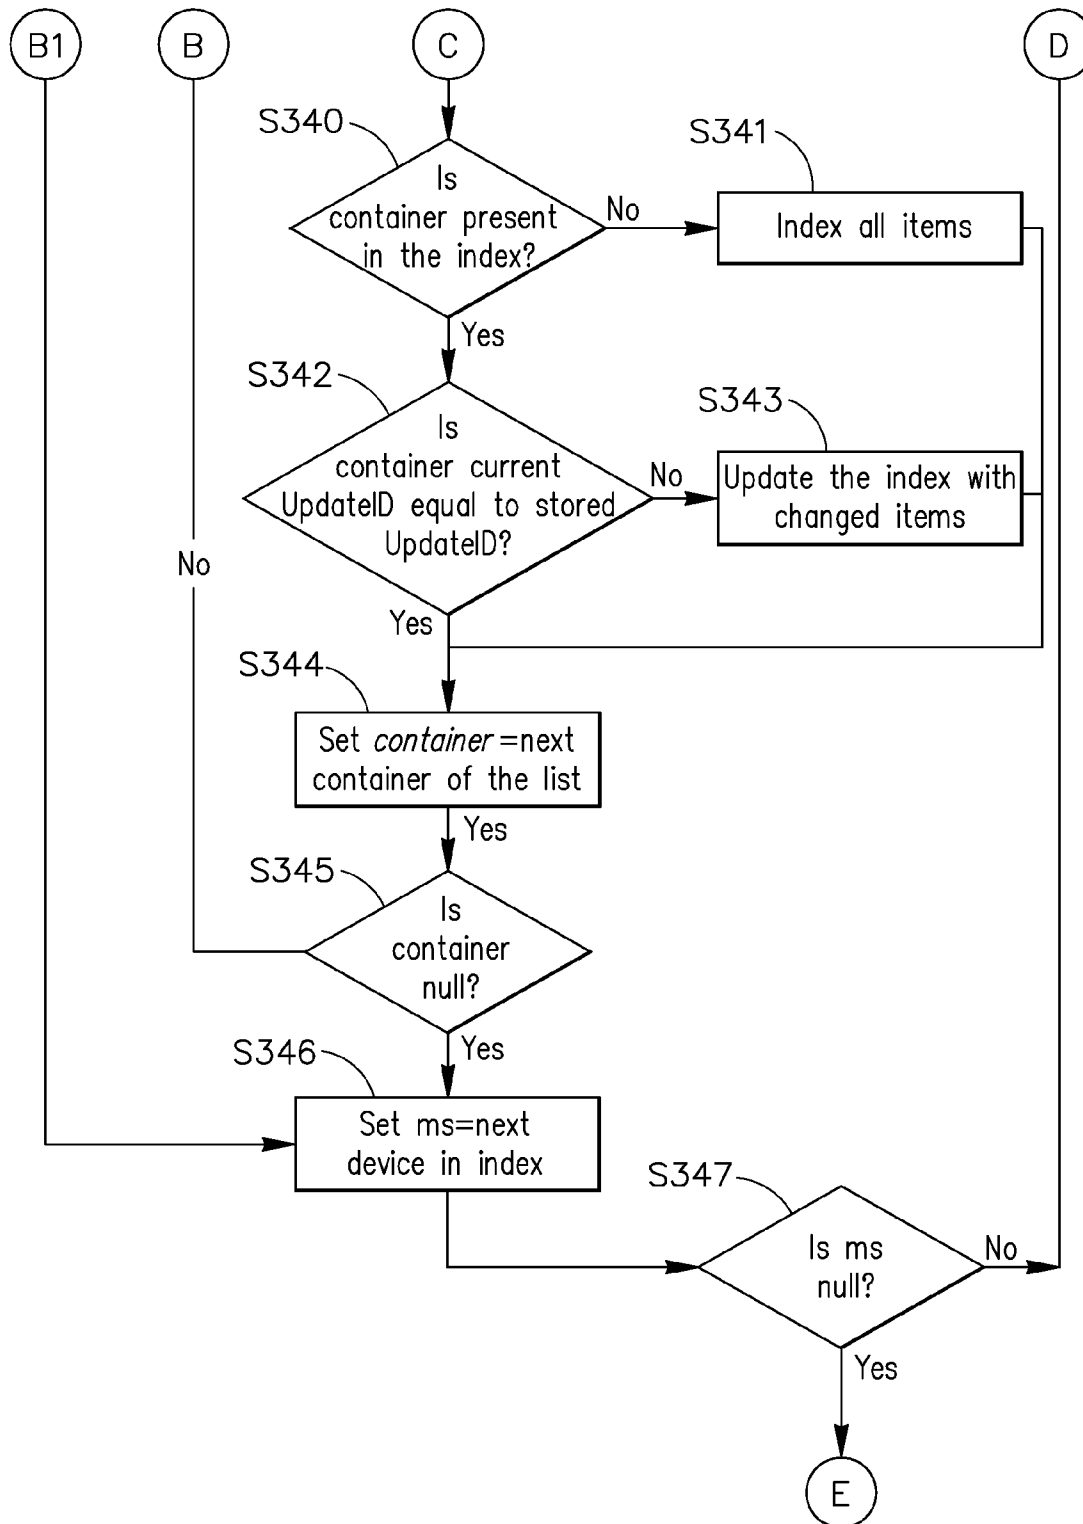 B1
B
C
D
S340
Is
container present
in the index?
No
S341
Index all items
Yes
S342
Is
container current
UpdateID equal to stored
UpdateID?
No
S343
Update the index with
changed items
No
Yes
S344
Set container=next
container of the list
Yes
S345
Is
container
null?
Yes
S346
Set ms=next
device in index
S347
Is ms
null?
No
Yes
E